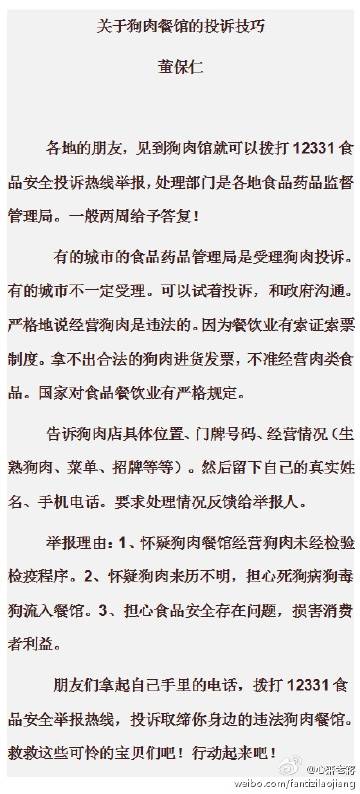 关于狗肉餐馆的投诉技巧
董保仁
各地的朋友，见到狗肉馆就可以拨打 12331 食
品安全投诉热线举报，处理部门是各地食品药品监督
管理局。一般两周给予答复！
有的城市的食品药品管理局是受理狗肉投诉。
有的城市不一定受理。可以试着投诉，和政府沟通。
严格地说经营狗肉是违法的。因为餐饮业有索证索票
制度。拿不出合法的狗肉进货发票，不准经营肉类食
品。国家对食品餐饮业有严格规定。
告诉狗肉店具体位置、门牌号码、经营情况（生
熟狗肉、菜单、招牌等等）。然后留下自己的真实姓
名、手机电话。要求处理情况反馈给举报人。
举报理由：1、怀疑狗肉餐馆经营狗肉未经检验
检疫程序。2、怀疑狗肉来历不明，担心死狗病狗毒
狗流入餐馆。3、担心食品安全存在问题，损害消费
者利益。
朋友们拿起自己手里的电话，拨打 12331 食
品安全举报热线，投诉取缔你身边的违法狗肉餐馆。
救救这些可怜的宝贝们吧！行动起来吧！
weibo.com/fandzilaojiang